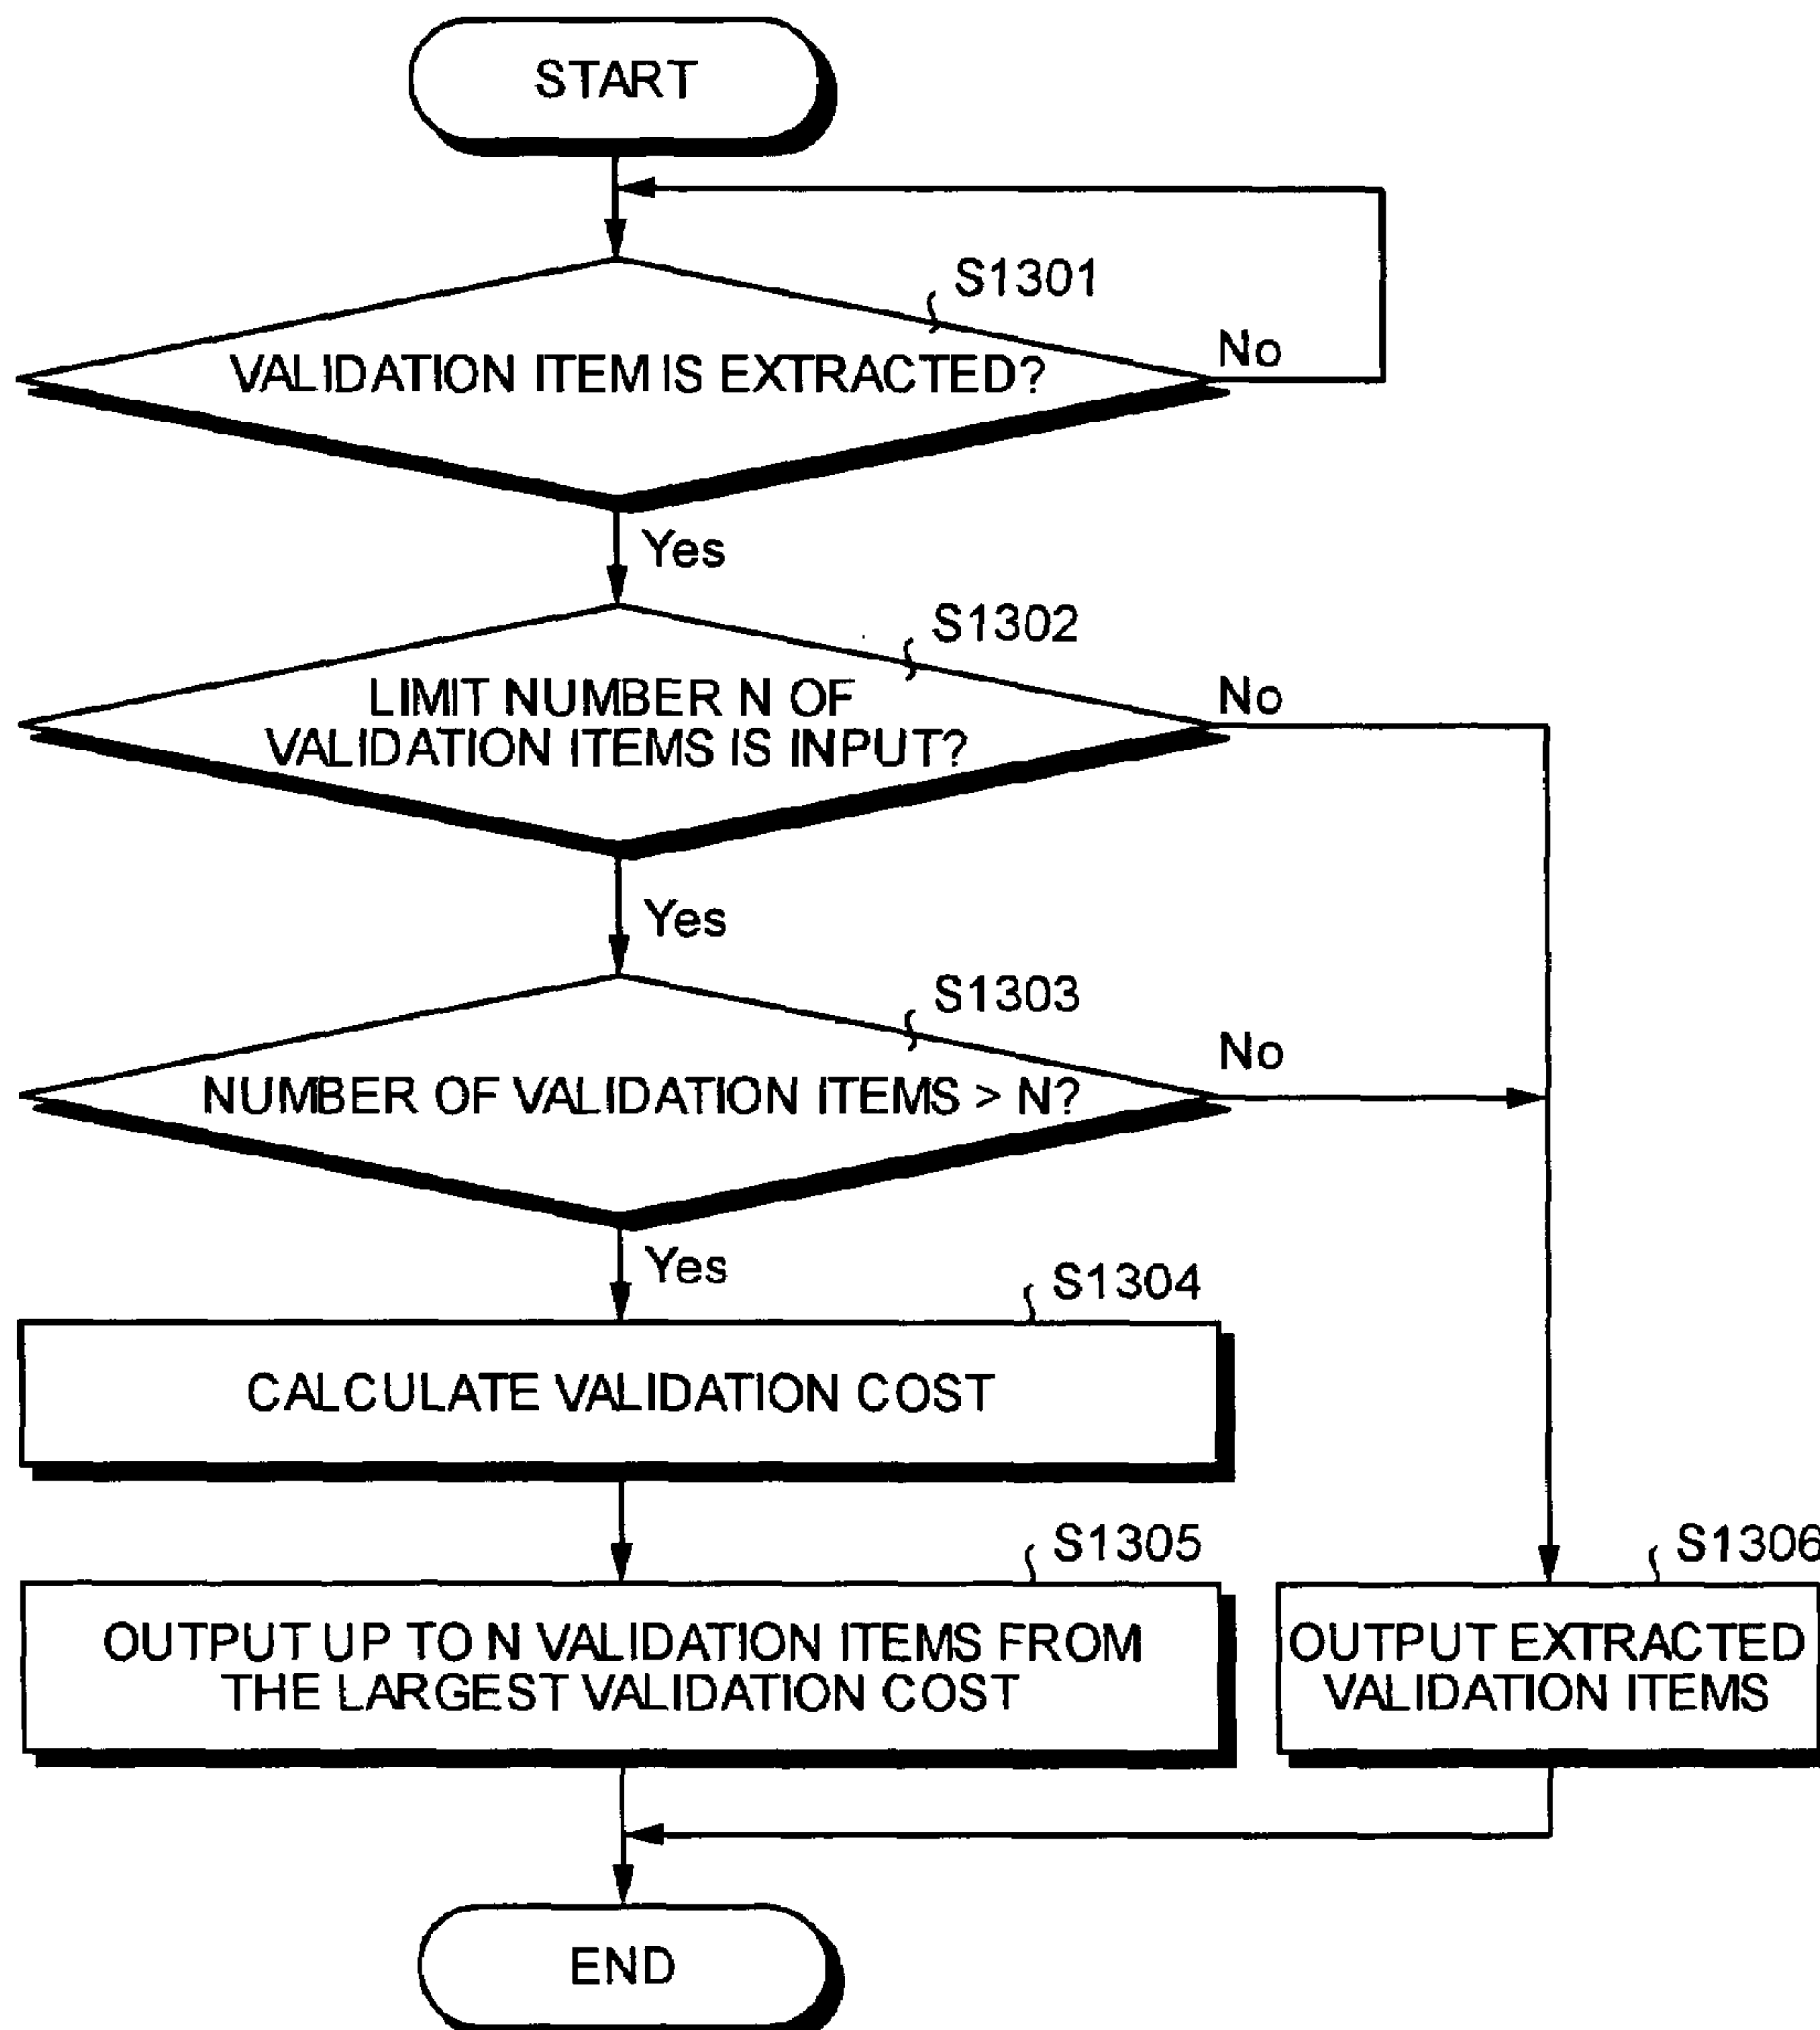 START
S1301
VALIDATION ITEM IS EXTRACTED?
No
Yes
S1302
LIMIT NUMBER N OF
VALIDATION ITEMS IS INPUT?
No
Yes
S1303
NUMBER OF VALIDATION ITEMS > N?
No
Yes
S1304
CALCULATE VALIDATION COST
S1305
OUTPUT UP TO N VALIDATION ITEMS FROM
THE LARGEST VALIDATION COST
S1306
OUTPUT EXTRACTED
VALIDATION ITEMS
END